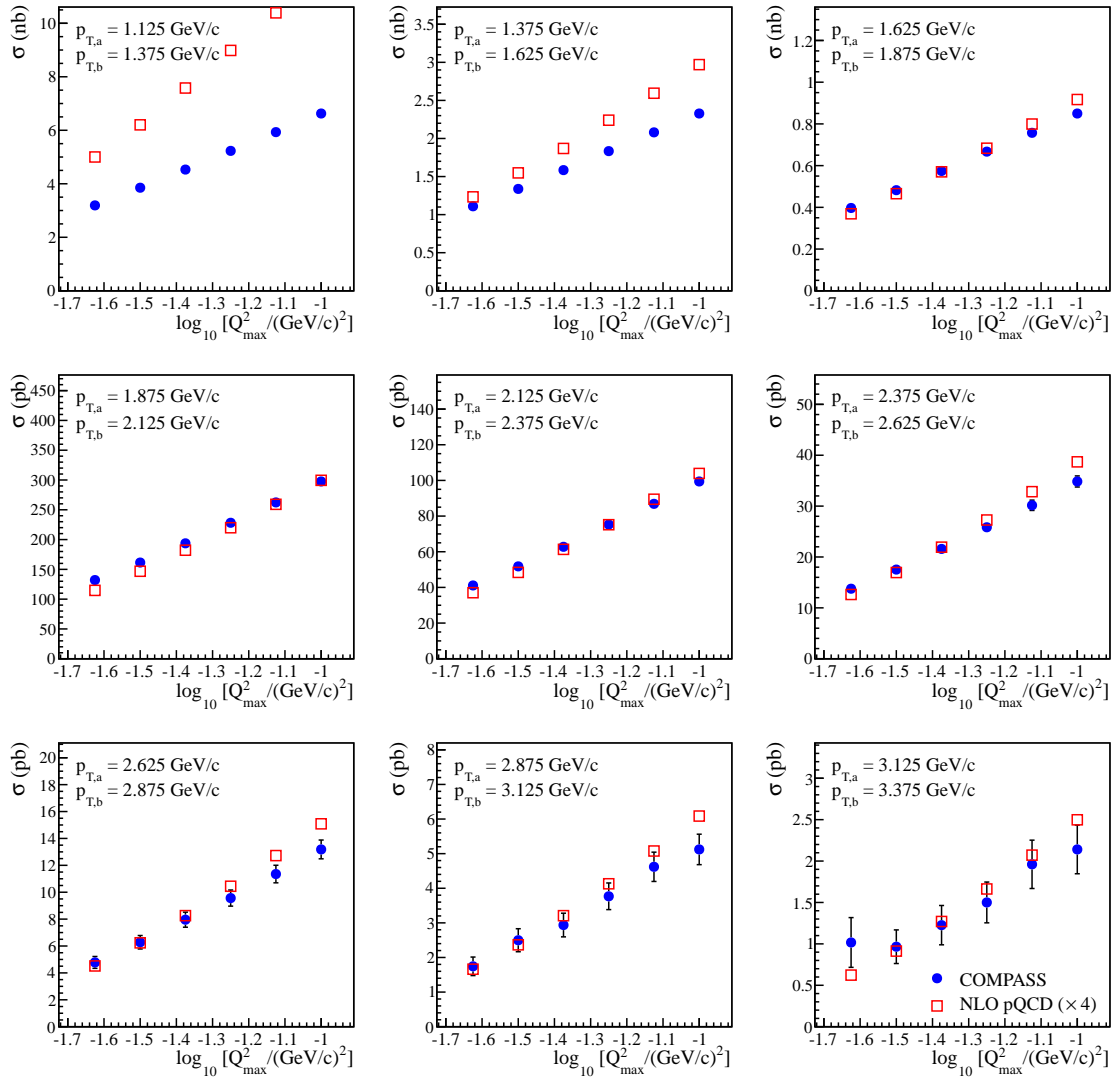 σ (nb)
p_T,a = 1.125 GeV/c
p_T,b = 1.375 GeV/c
10
8
6
4
2
0
-1.7 -1.6 -1.5 -1.4 -1.3 -1.2 -1.1 -1
log_10 [Q²_max/(GeV/c)²]
σ (nb)
p_T,a = 1.375 GeV/c
p_T,b = 1.625 GeV/c
3.5
3
2.5
2
1.5
1
0.5
0
-1.7 -1.6 -1.5 -1.4 -1.3 -1.2 -1.1 -1
log_10 [Q²_max/(GeV/c)²]
σ (nb)
p_T,a = 1.625 GeV/c
p_T,b = 1.875 GeV/c
1.2
1
0.8
0.6
0.4
0.2
0
-1.7 -1.6 -1.5 -1.4 -1.3 -1.2 -1.1 -1
log_10 [Q²_max/(GeV/c)²]
σ (pb)
p_T,a = 1.875 GeV/c
p_T,b = 2.125 GeV/c
450
400
350
300
250
200
150
100
50
0
-1.7 -1.6 -1.5 -1.4 -1.3 -1.2 -1.1 -1
log_10 [Q²_max/(GeV/c)²]
σ (pb)
p_T,a = 2.125 GeV/c
p_T,b = 2.375 GeV/c
140
120
100
80
60
40
20
0
-1.7 -1.6 -1.5 -1.4 -1.3 -1.2 -1.1 -1
log_10 [Q²_max/(GeV/c)²]
σ (pb)
p_T,a = 2.375 GeV/c
p_T,b = 2.625 GeV/c
50
40
30
20
10
0
-1.7 -1.6 -1.5 -1.4 -1.3 -1.2 -1.1 -1
log_10 [Q²_max/(GeV/c)²]
σ (pb)
p_T,a = 2.625 GeV/c
p_T,b = 2.875 GeV/c
20
18
16
14
12
10
8
6
4
2
0
-1.7 -1.6 -1.5 -1.4 -1.3 -1.2 -1.1 -1
log_10 [Q²_max/(GeV/c)²]
σ (pb)
p_T,a = 2.875 GeV/c
p_T,b = 3.125 GeV/c
8
7
6
5
4
3
2
1
0
-1.7 -1.6 -1.5 -1.4 -1.3 -1.2 -1.1 -1
log_10 [Q²_max/(GeV/c)²]
σ (pb)
p_T,a = 3.125 GeV/c
p_T,b = 3.375 GeV/c
3
2.5
2
1.5
1
0.5
0
COMPASS
NLO pQCD (× 4)
-1.7 -1.6 -1.5 -1.4 -1.3 -1.2 -1.1 -1
log_10 [Q²_max/(GeV/c)²]